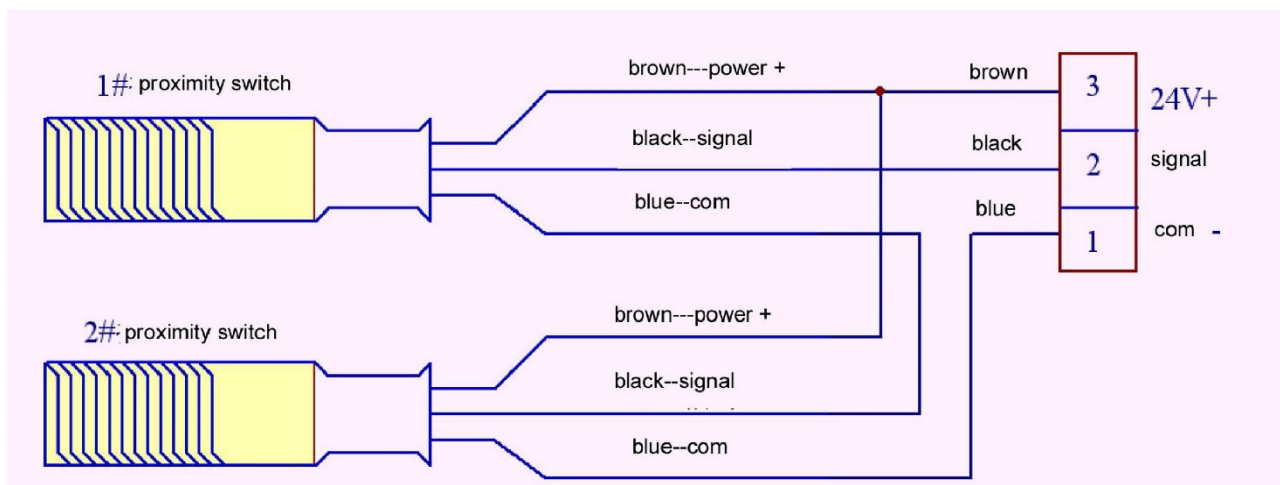 brown---power +
brown
3
24V+
1#: proximity switch
black--signal
black
2
signal
blue--com
blue
1
com -
brown---power +
2#: proximity switch
black--signal
blue--com